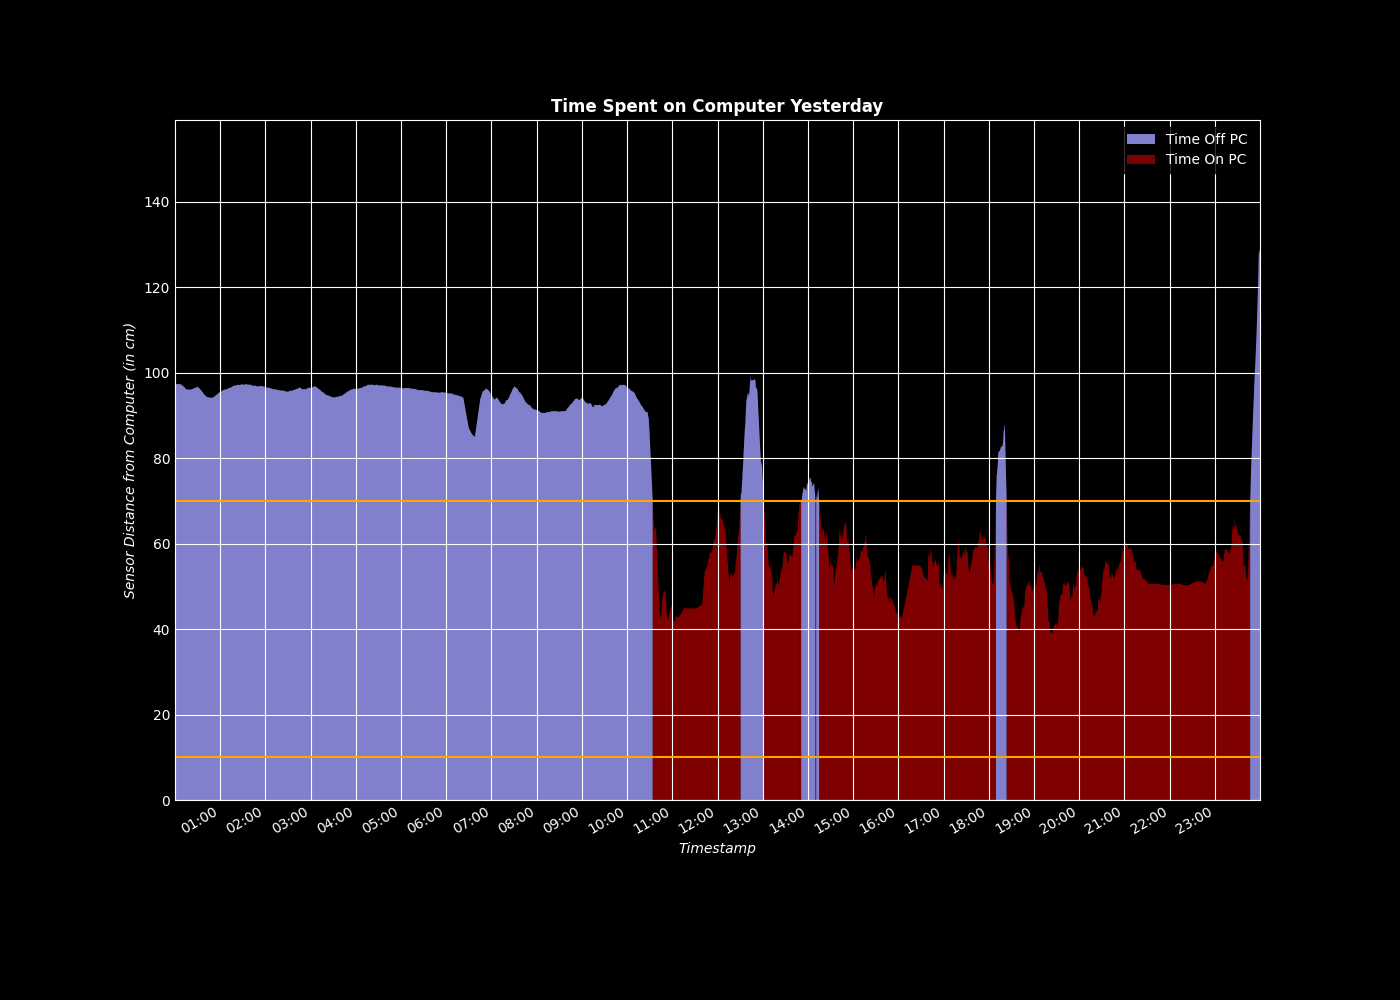 Time Spent on Computer Yesterday
Time Off PC
Time On PC
Sensor Distance from Computer (in cm)
140
120
100
80
60
40
20
0
01:00 02:00 03:00 04:00 05:00 06:00 07:00 08:00 09:00 10:00 11:00 12:00 13:00 14:00 15:00 16:00 17:00 18:00 19:00 20:00 21:00 22:00 23:00
Timestamp